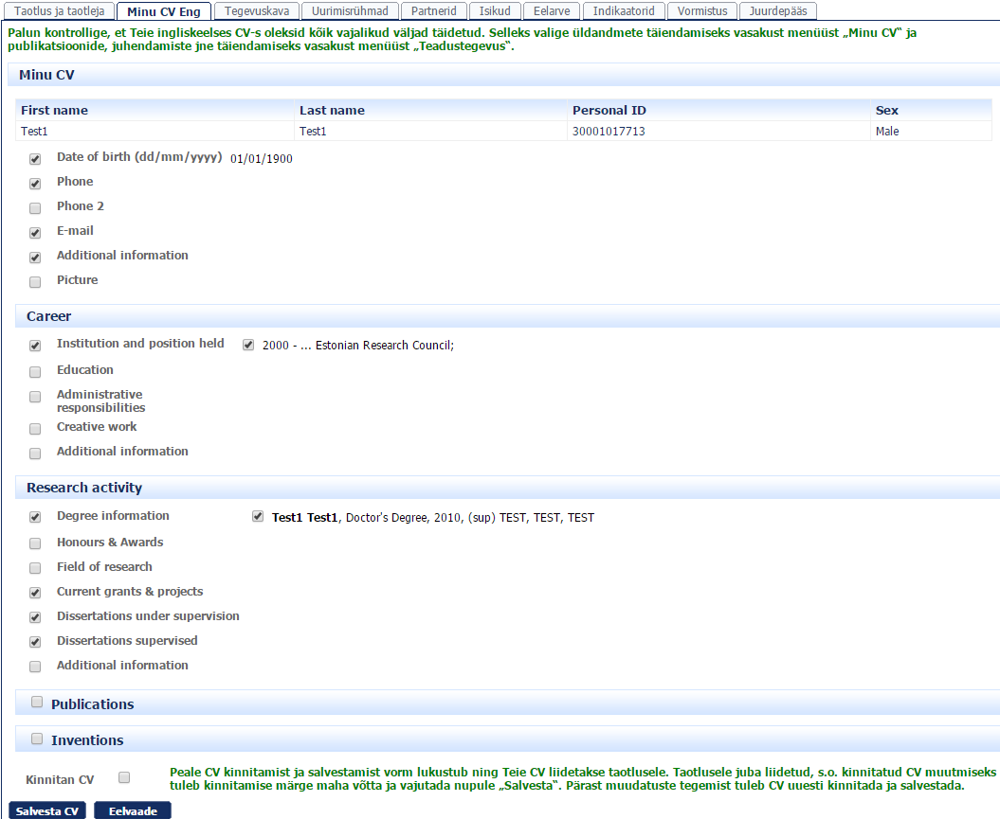 Taotlus ja taotleja Minu CV Eng Tegevuskava Uurimisrühmad Partnerid Isikud Eelarve Indikaatorid Vormistus Juurdepääs
Palun kontrollige, et Teie ingliskeelses CV-s oleksid kõik vajalikud väljad täidetud. Selleks valige üldandmete täiendamiseks vasakust menüüst „Minu CV“ ja
publikatsioonide, juhendamiste jne täiendamiseks vasakust menüüst „Teadustegevus“.
Minu CV
First name Last name Personal ID Sex
Test1 Test1 30001017713 Male
Date of birth (dd/mm/yyyy) 01/01/1900
Phone
Phone 2
E-mail
Additional information
Picture
Career
Institution and position held 2000 - ... Estonian Research Council;
Education
Administrative
responsibilities
Creative work
Additional information
Research activity
Degree information Test1 Test1, Doctor's Degree, 2010, (sup) TEST, TEST, TEST
Honours & Awards
Field of research
Current grants & projects
Dissertations under supervision
Dissertations supervised
Additional information
Publications
Inventions
Kinnitan CV Peale CV kinnitamist ja salvestamist vorm lukustub ning Teie CV liidetakse taotlusele. Taotlusele juba liidetud, s.o. kinnitatud CV muutmiseks
tuleb kinnitamise märge maha võtta ja vajutada nupule „Salvesta“. Pärast muudatuste tegemist tuleb CV uuesti kinnitada ja salvestada.
Salvesta CV Eelvaade